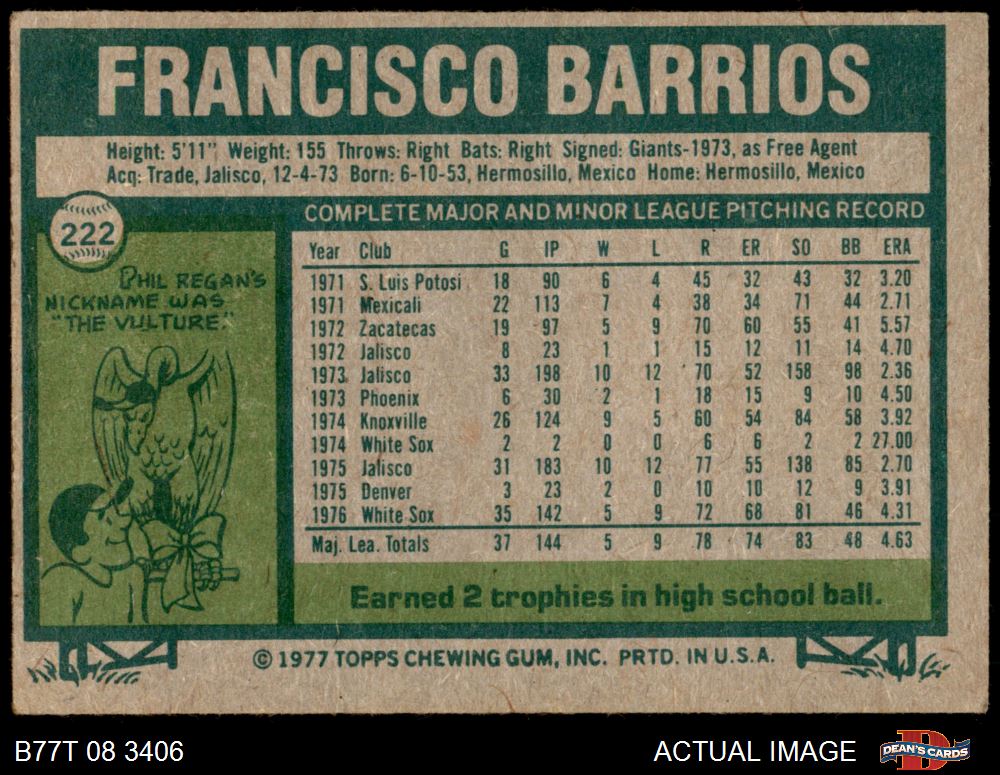 FRANCISCO BARRIOS
Height: 5'11" Weight: 155 Throws: Right Bats: Right Signed: Giants-1973, as Free Agent
Acq: Trade, Jalisco, 12-4-73 Born: 6-10-53, Hermosillo, Mexico Home: Hermosillo, Mexico
222
PHIL REGAN'S
NICKNAME WAS
"THE VULTURE."
COMPLETE MAJOR AND MINOR LEAGUE PITCHING RECORD
Year Club G IP W L R ER SO BB ERA
1971 S. Luis Potosi 18 90 6 4 45 32 43 32 3.20
1971 Mexicali 22 113 7 4 38 34 71 44 2.71
1972 Zacatecas 19 97 5 9 70 60 55 41 5.57
1972 Jalisco 8 23 1 1 15 12 11 14 4.70
1973 Jalisco 33 198 10 12 70 52 158 98 2.36
1973 Phoenix 6 30 2 1 18 15 9 10 4.50
1974 Knoxville 26 124 9 5 60 54 84 58 3.92
1974 White Sox 2 2 0 0 6 6 2 2 27.00
1975 Jalisco 31 183 10 12 77 55 138 85 2.70
1975 Denver 3 23 2 0 10 10 12 9 3.91
1976 White Sox 35 142 5 9 72 68 81 46 4.31
Maj. Lea. Totals 37 144 5 9 78 74 83 48 4.63
Earned 2 trophies in high school ball.
© 1977 TOPPS CHEWING GUM, INC. PRTD. IN U.S.A.
B77T 08 3406 ACTUAL IMAGE DEAN'S CARDS